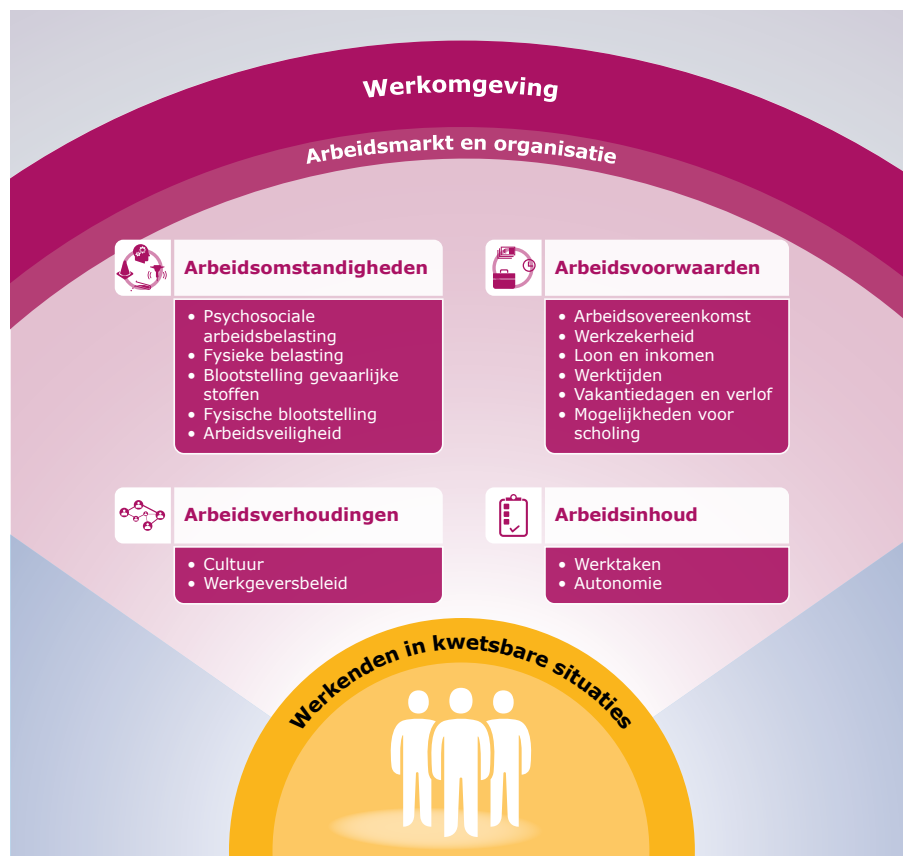 Werkomgeving
Arbeidsmarkt en organisatie
Arbeidsomstandigheden
• Psychosociale
arbeidsbelasting
• Fysieke belasting
• Blootstelling gevaarlijke
stoffen
• Fysische blootstelling
• Arbeidsveiligheid
Arbeidsvoorwaarden
• Arbeidsovereenkomst
• Werkzekerheid
• Loon en inkomen
• Werktijden
• Vakantiedagen en verlof
• Mogelijkheden voor
scholing
Arbeidsverhoudingen
• Cultuur
• Werkgeversbeleid
Arbeidsinhoud
• Werktaken
• Autonomie
Werkenden in kwetsbare situaties